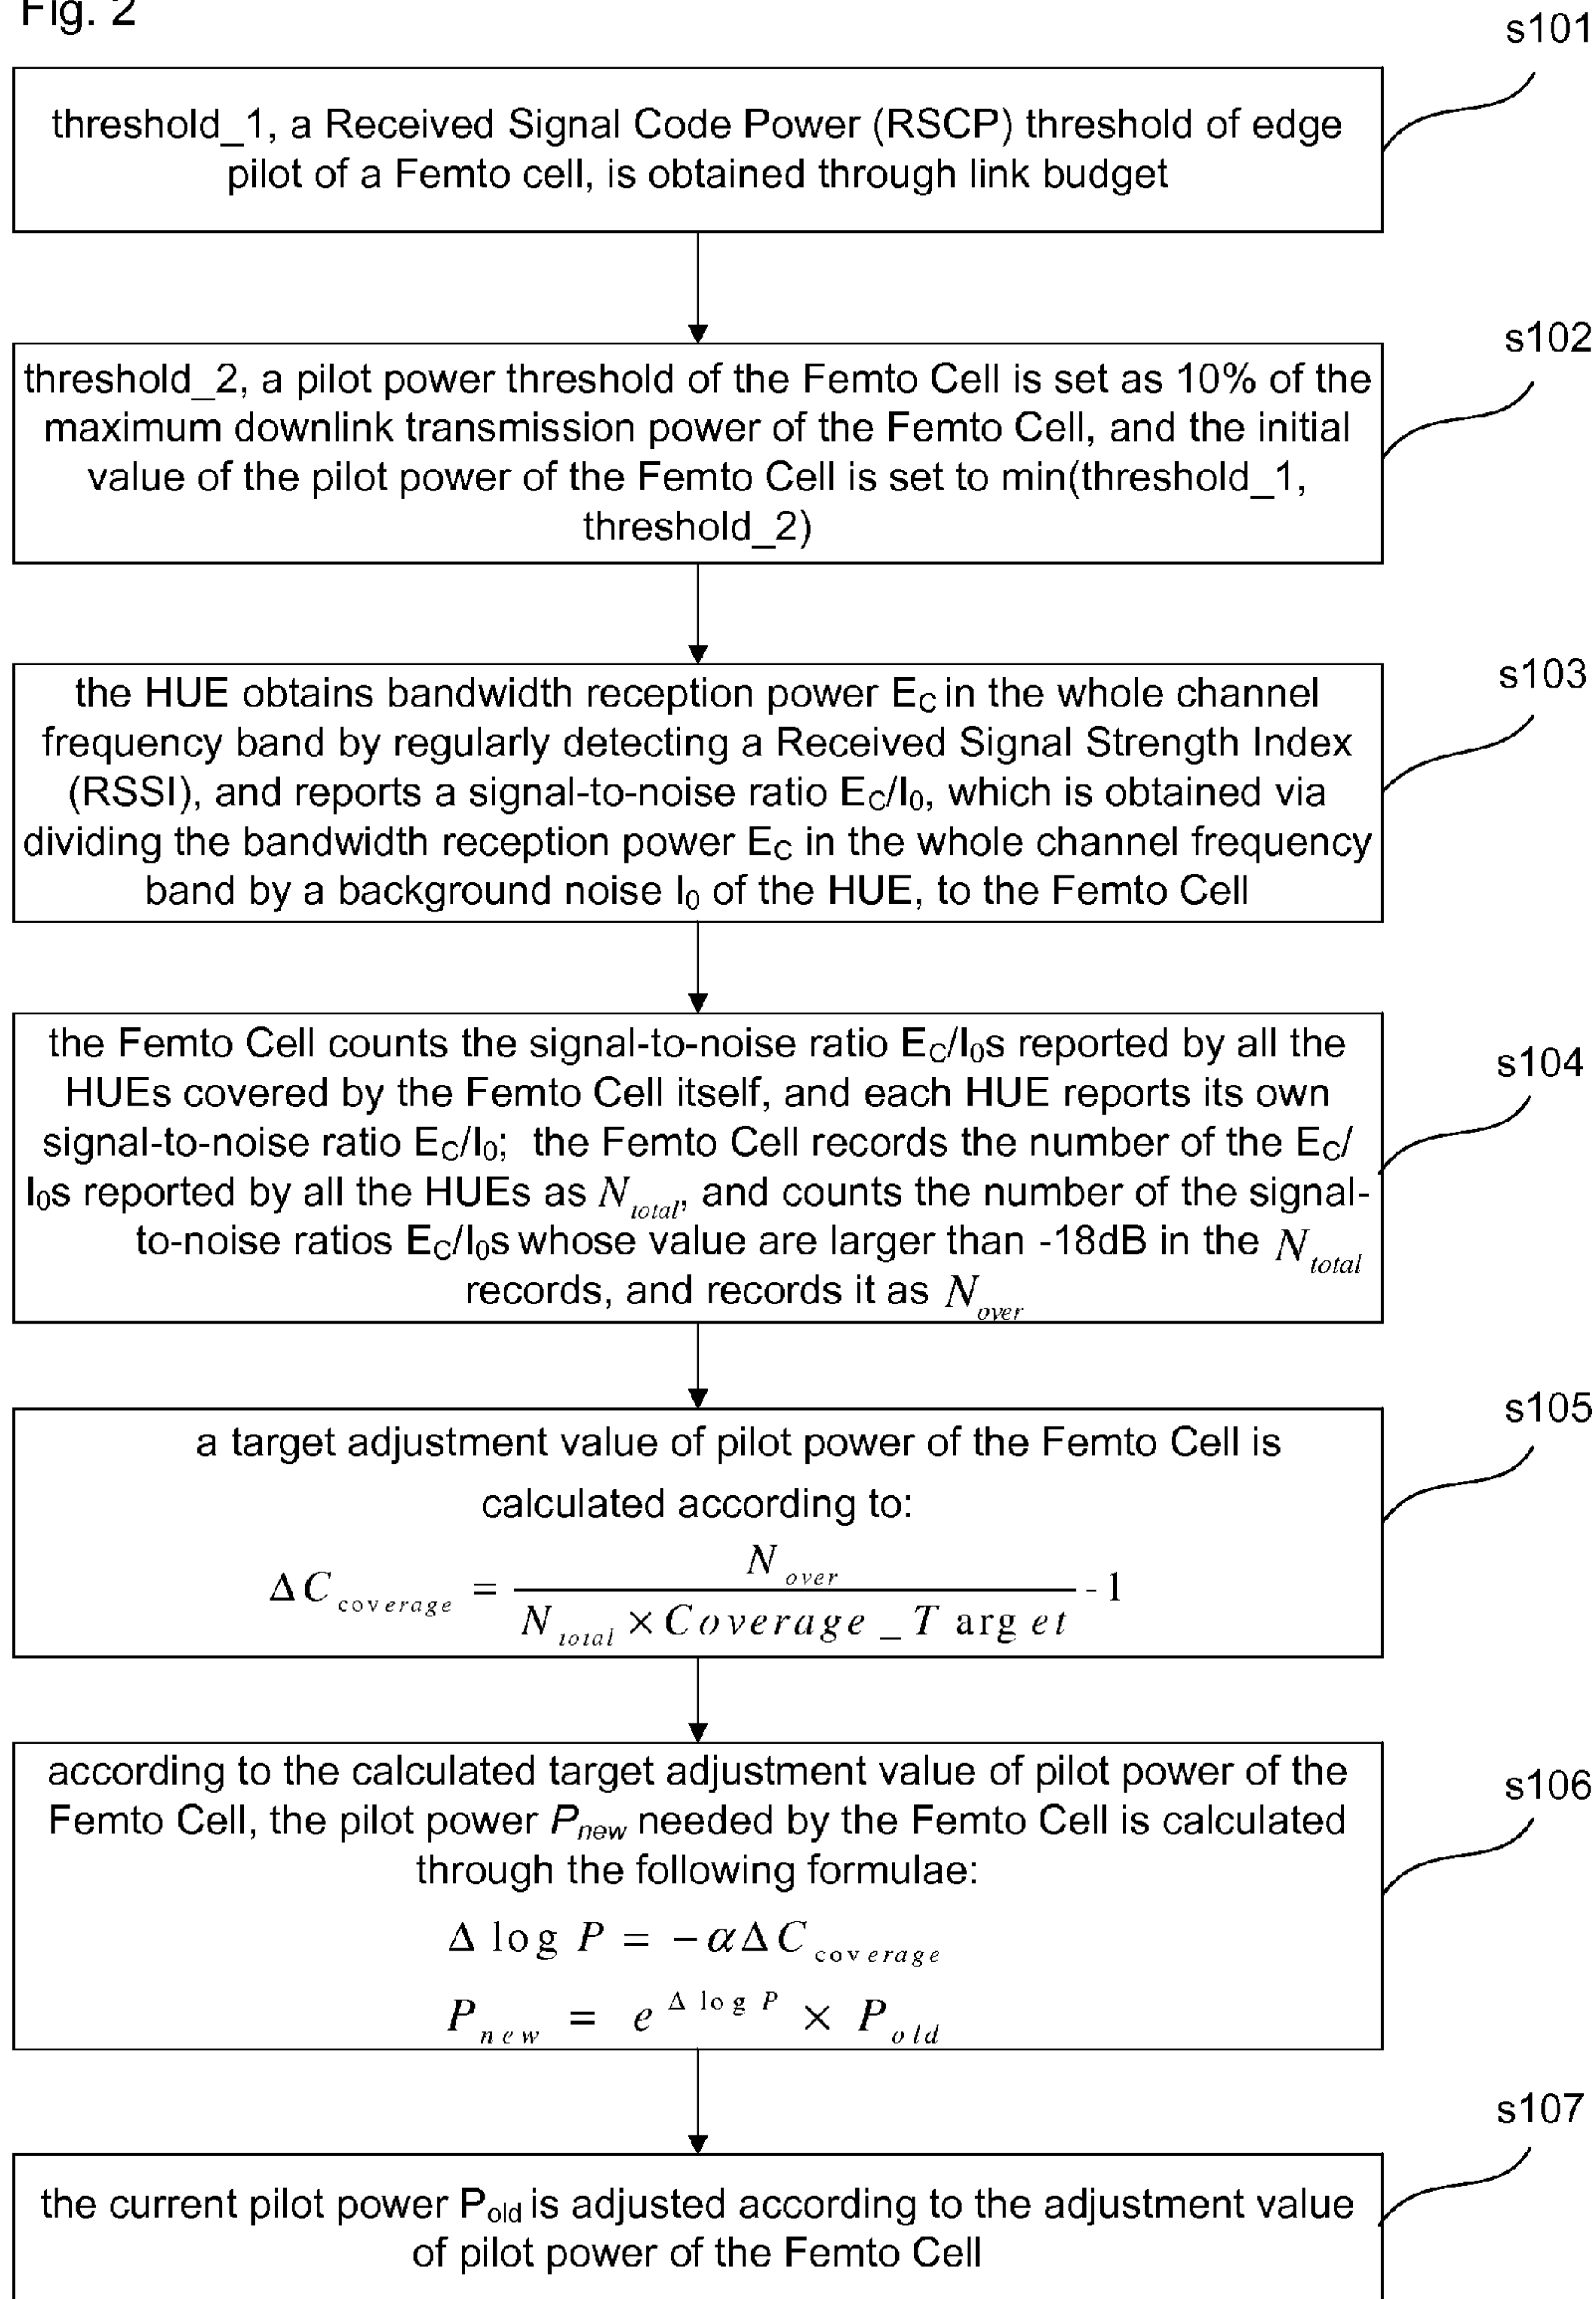 Fig. 2
s101
threshold_1, a Received Signal Code Power (RSCP) threshold of edge
pilot of a Femto cell, is obtained through link budget
s102
threshold_2, a pilot power threshold of the Femto Cell is set as 10% of the
maximum downlink transmission power of the Femto Cell, and the initial
value of the pilot power of the Femto Cell is set to min(threshold_1,
threshold_2)
s103
the HUE obtains bandwidth reception power E_C in the whole channel
frequency band by regularly detecting a Received Signal Strength Index
(RSSI), and reports a signal-to-noise ratio E_C/I_0, which is obtained via
dividing the bandwidth reception power E_C in the whole channel frequency
band by a background noise I_0 of the HUE, to the Femto Cell
s104
the Femto Cell counts the signal-to-noise ratio E_C/I_0s reported by all the
HUEs covered by the Femto Cell itself, and each HUE reports its own
signal-to-noise ratio E_C/I_0; the Femto Cell records the number of the E_C/
I_0s reported by all the HUEs as N_total, and counts the number of the signal-
to-noise ratios E_C/I_0s whose value are larger than -18dB in the N_total
records, and records it as N_over
s105
a target adjustment value of pilot power of the Femto Cell is
calculated according to:
ΔC_coverage = N_over / (N_total × Coverage_Target) - 1
s106
according to the calculated target adjustment value of pilot power of the
Femto Cell, the pilot power P_new needed by the Femto Cell is calculated
through the following formulae:
Δ log P = −αΔC_coverage
P_new = e^(Δ log P) × P_old
s107
the current pilot power P_old is adjusted according to the adjustment value
of pilot power of the Femto Cell